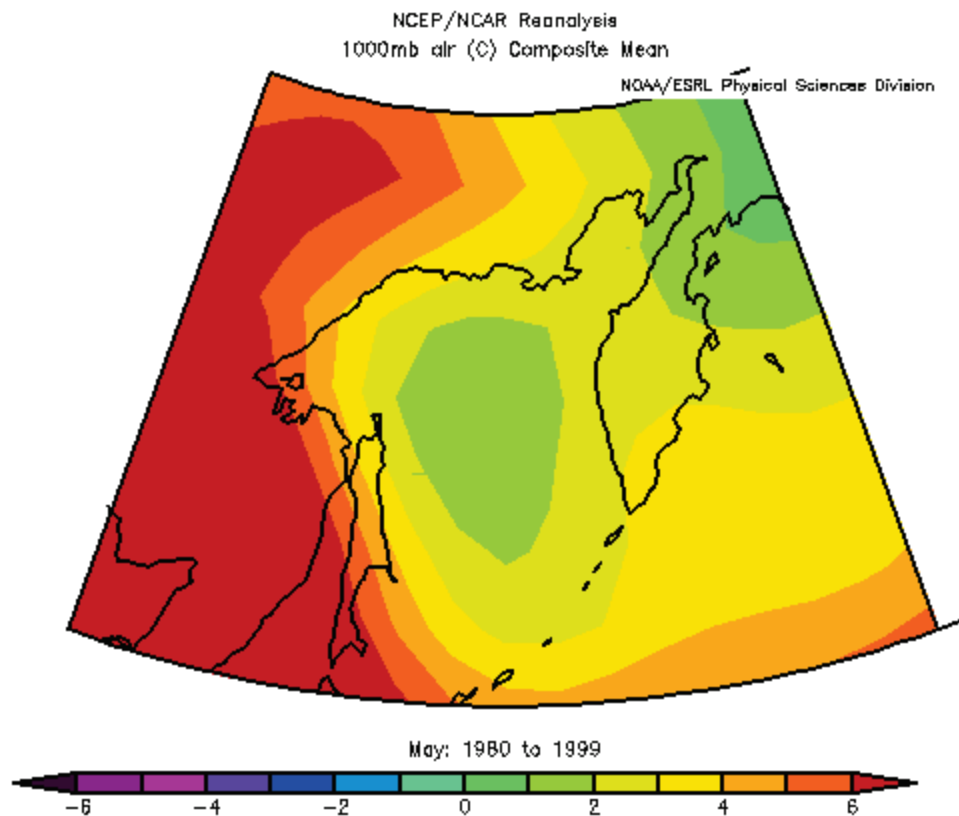 NCEP/NCAR Reanalysis
1000mb air (C) Composite Mean
NOAA/ESRL Physical Sciences Division
May: 1980 to 1999
-6 -4 -2 0 2 4 6